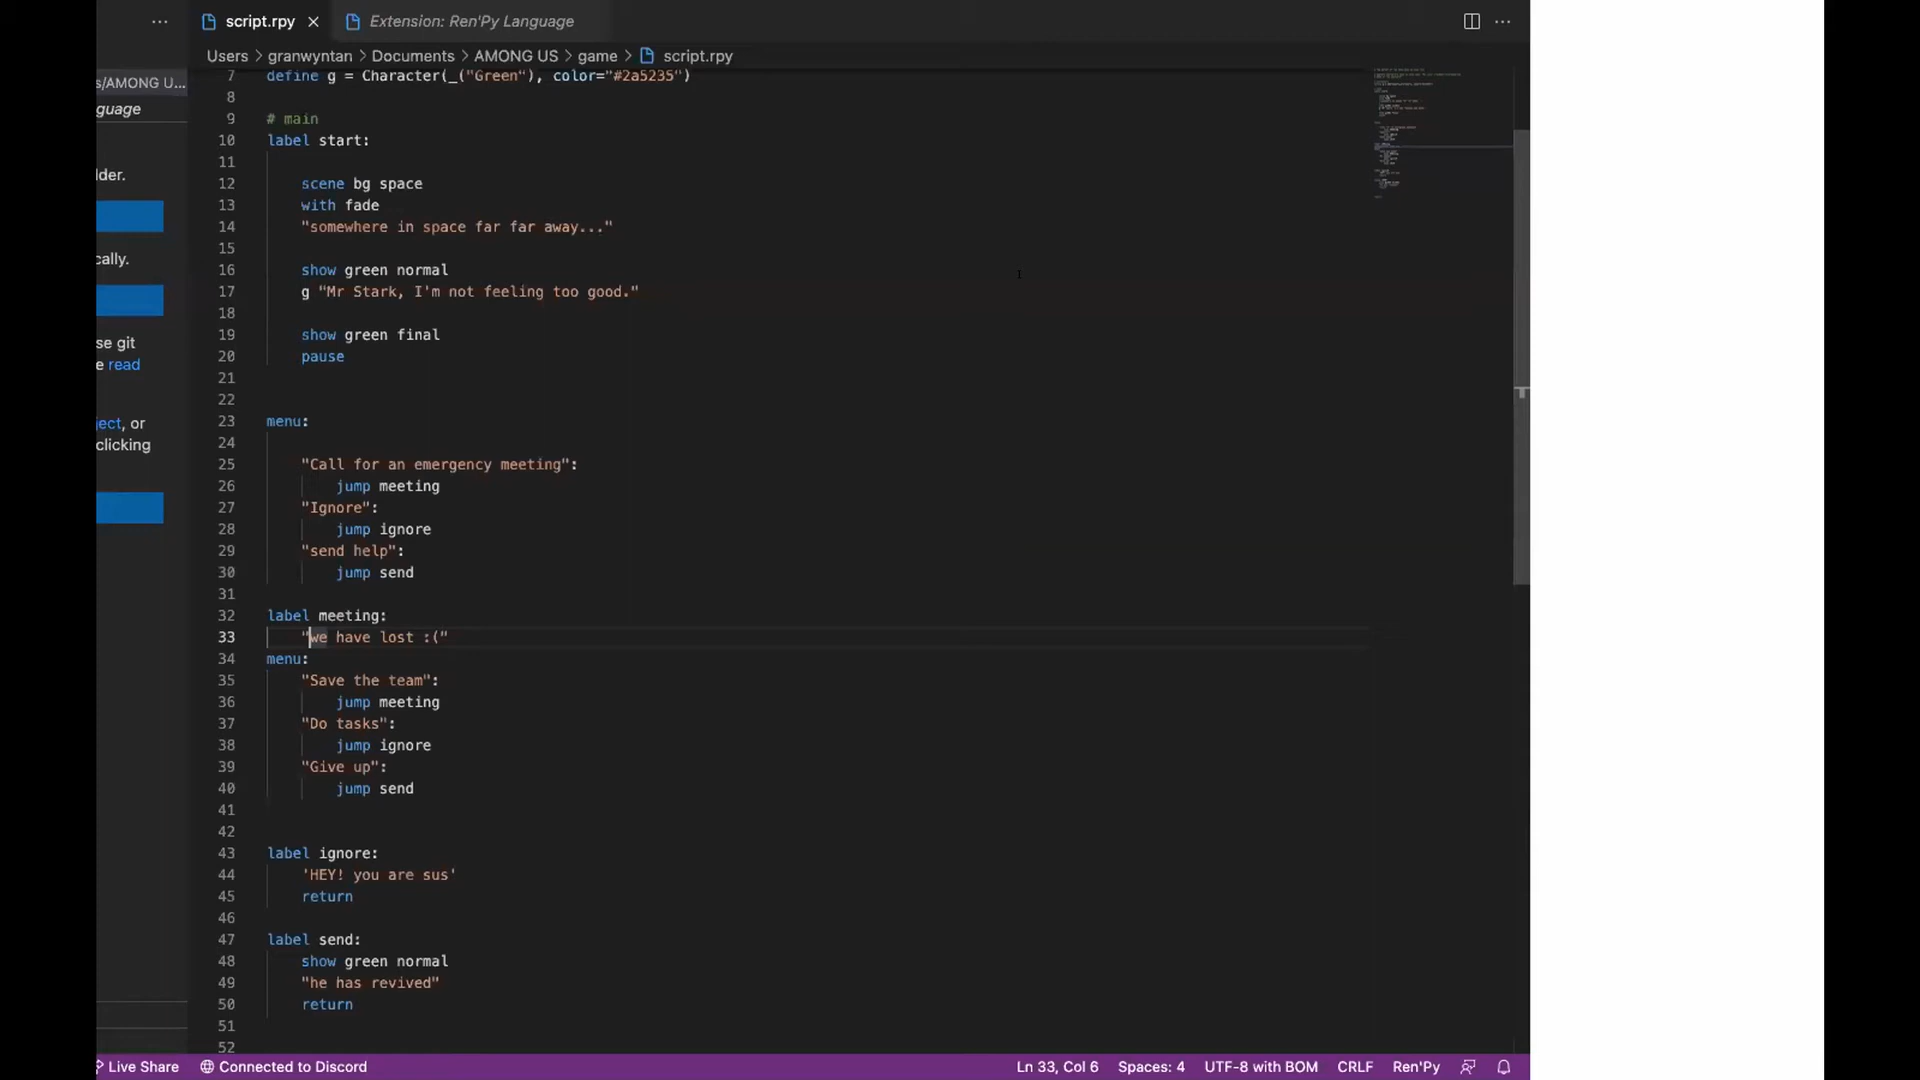 script.rpy
Extension: Ren'Py Language
Users > granwyntan > Documents > AMONG US > game > script.rpy
s/AMONG U...
guage
der.
cally.
se git
e read
ject, or
clicking
7 define g = Character(_("Green"), color="#2a5235")
8
9 # main
10 label start:
11
12 scene bg space
13 with fade
14 "somewhere in space far far away..."
15
16 show green normal
17 g "Mr Stark, I'm not feeling too good."
18
19 show green final
20 pause
21
22
23 menu:
24
25 "Call for an emergency meeting":
26 jump meeting
27 "Ignore":
28 jump ignore
29 "send help":
30 jump send
31
32 label meeting:
33 "we have lost :("
34 menu:
35 "Save the team":
36 jump meeting
37 "Do tasks":
38 jump ignore
39 "Give up":
40 jump send
41
42
43 label ignore:
44 'HEY! you are sus'
45 return
46
47 label send:
48 show green normal
49 "he has revived"
50 return
51
52
Live Share Connected to Discord Ln 33, Col 6 Spaces: 4 UTF-8 with BOM CRLF Ren'Py